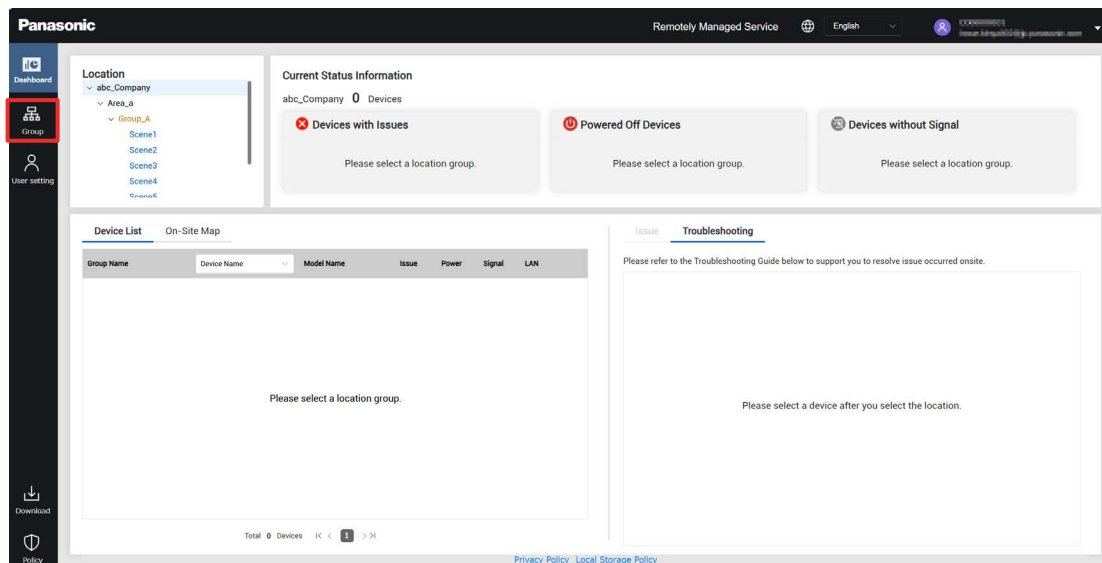 Panasonic
Remotely Managed Service
English
Dashboard
Group
User setting
Download
Policy
Location
abc_Company
Area_a
Group_A
Scene1
Scene2
Scene3
Scene4
Scene5
Current Status Information
abc_Company 0 Devices
Devices with Issues
Please select a location group.
Powered Off Devices
Please select a location group.
Devices without Signal
Please select a location group.
Device List On-Site Map
Group Name Device Name Model Name Issue Power Signal LAN
Please select a location group.
Total 0 Devices 1
Issue Troubleshooting
Please refer to the Troubleshooting Guide below to support you to resolve issue occurred onsite.
Please select a device after you select the location.
Privacy Policy Local Storage Policy